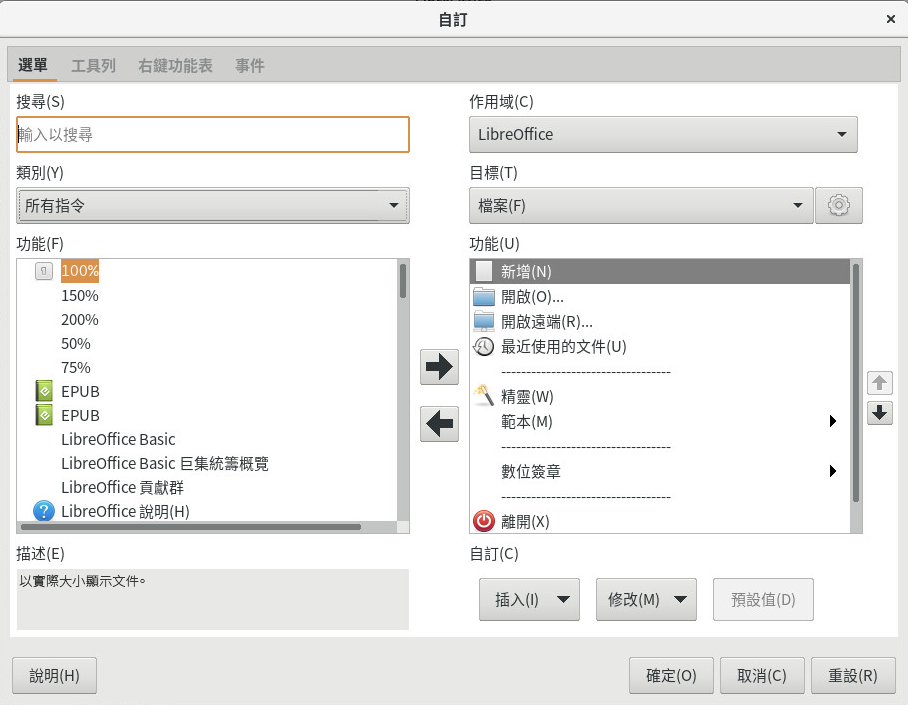 自訂
選單 工具列 右鍵功能表 事件
搜尋(S)
輸入以搜尋
類別(Y)
所有指令
功能(F)
100%
150%
200%
50%
75%
EPUB
EPUB
LibreOffice Basic
LibreOffice Basic 巨集統籌概覽
LibreOffice 貢獻群
LibreOffice 說明(H)
描述(E)
以實際大小顯示文件。
作用域(C)
LibreOffice
目標(T)
檔案(F)
功能(U)
新增(N)
開啟(O)...
開啟遠端(R)...
最近使用的文件(U)
----------------------------------
精靈(W)
範本(M)
----------------------------------
數位簽章
----------------------------------
離開(X)
自訂(C)
插入(I) 修改(M) 預設值(D)
說明(H) 確定(O) 取消(C) 重設(R)